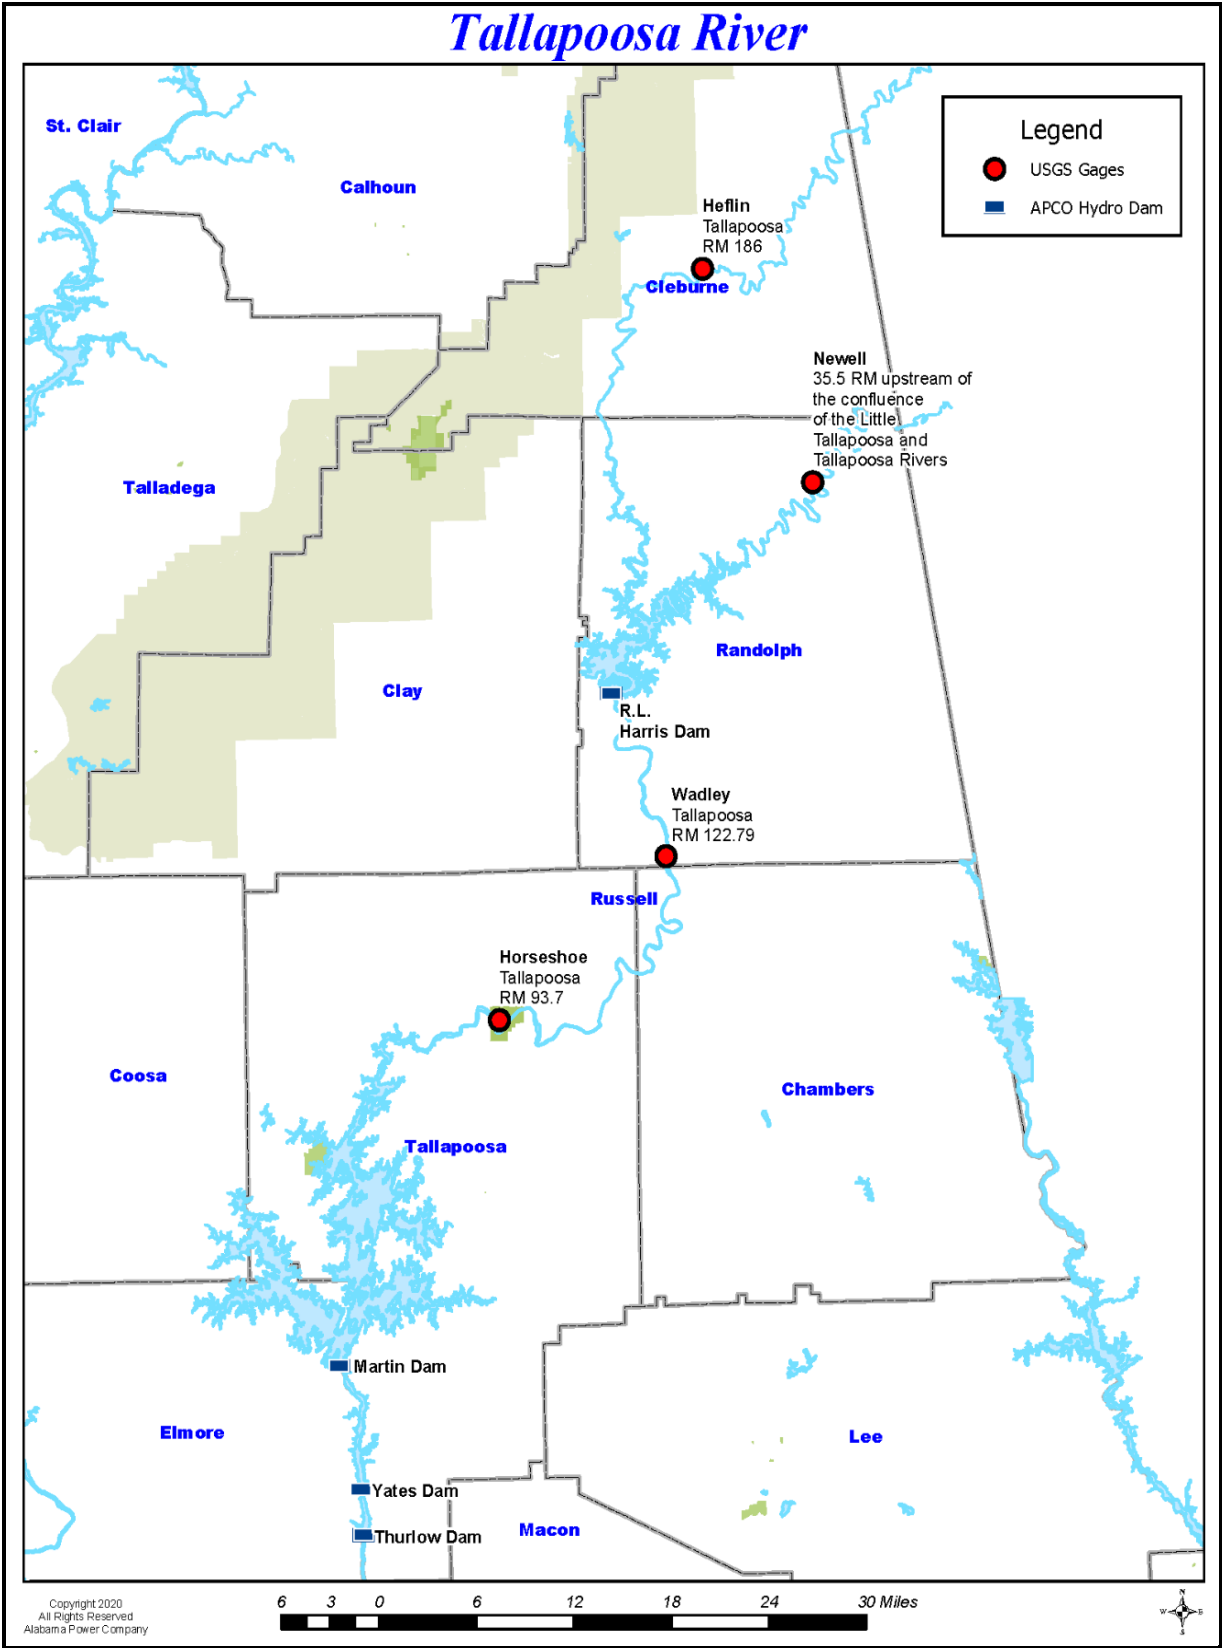 Tallapoosa River
St. Clair
Calhoun
Legend
USGS Gages
APCO Hydro Dam
Heflin
Tallapoosa
RM 186
Cleburne
Newell
35.5 RM upstream of
the confluence
of the Little
Tallapoosa and
Tallapoosa Rivers
Talladega
Randolph
Clay
R.L.
Harris Dam
Wadley
Tallapoosa
RM 122.79
Russell
Horseshoe
Tallapoosa
RM 93.7
Coosa
Chambers
Tallapoosa
Martin Dam
Elmore
Lee
Yates Dam
Macon
Thurlow Dam
Copyright 2020
All Rights Reserved
Alabama Power Company
6 3 0 6 12 18 24 30 Miles
N
W E
S